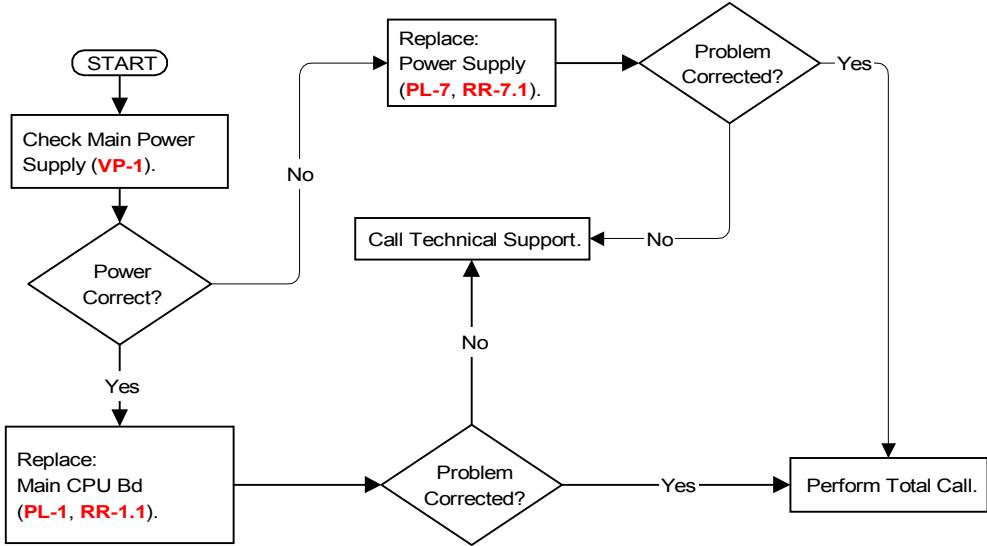 START
Check Main Power
Supply (VP-1).
Power
Correct?
No
Replace:
Power Supply
(PL-7, RR-7.1).
Problem
Corrected?
Yes
No
Call Technical Support.
Yes
Replace:
Main CPU Bd
(PL-1, RR-1.1).
Problem
Corrected?
No
Yes
Perform Total Call.